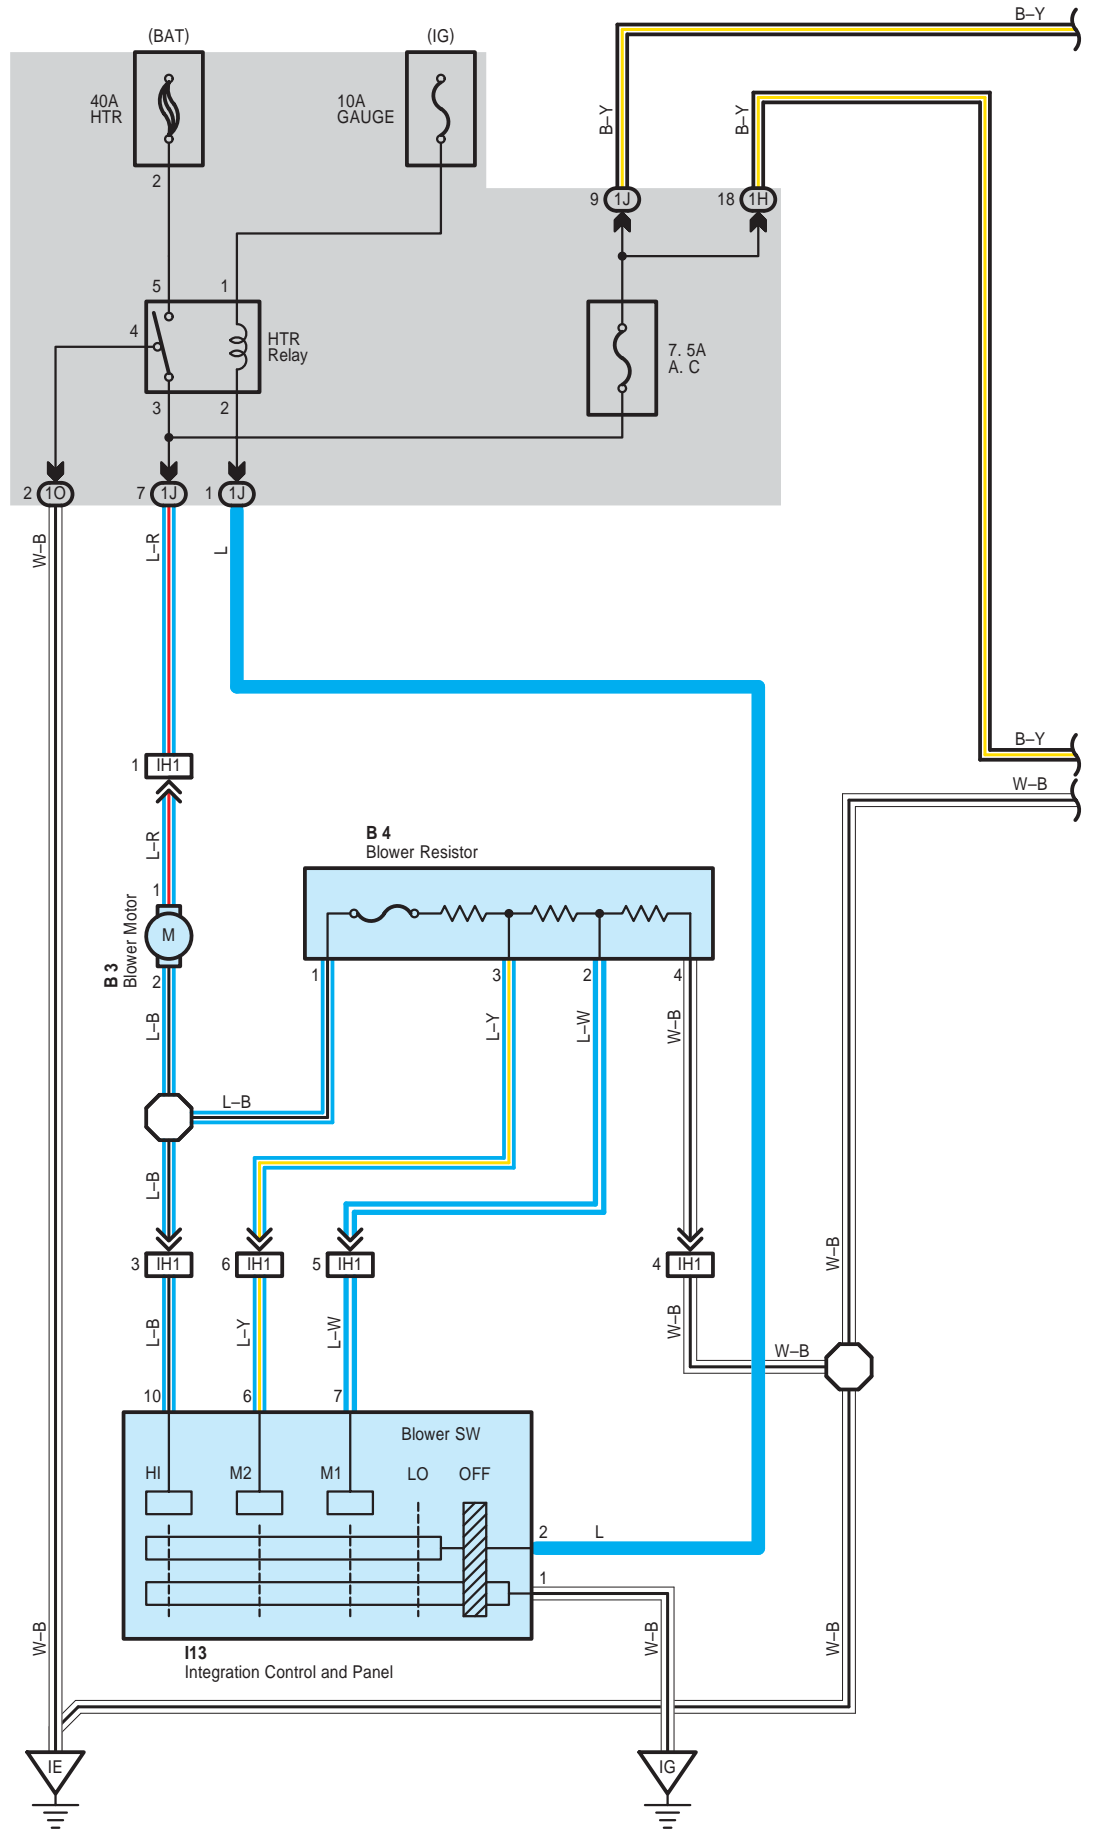 B–Y
(BAT)
(IG)
40A
HTR
10A
GAUGE
B–Y
B–Y
2
9 1J
18 1H
5
1
4
HTR
Relay
7. 5A
A. C
3
2
2 1O
7 1J
1 1J
W–B
L–R
L
B–Y
1 IH1
W–B
L–R
B 4
Blower Resistor
1
M
B 3
Blower Motor
2
1
3
2
4
L–B
L–Y
L–W
W–B
L–B
L–B
W–B
3 IH1
6 IH1
5 IH1
4 IH1
L–B
L–Y
L–W
W–B
W–B
10
6
7
Blower SW
HI
M2
M1
LO
OFF
2
L
1
W–B
W–B
W–B
I13
Integration Control and Panel
IE
IG